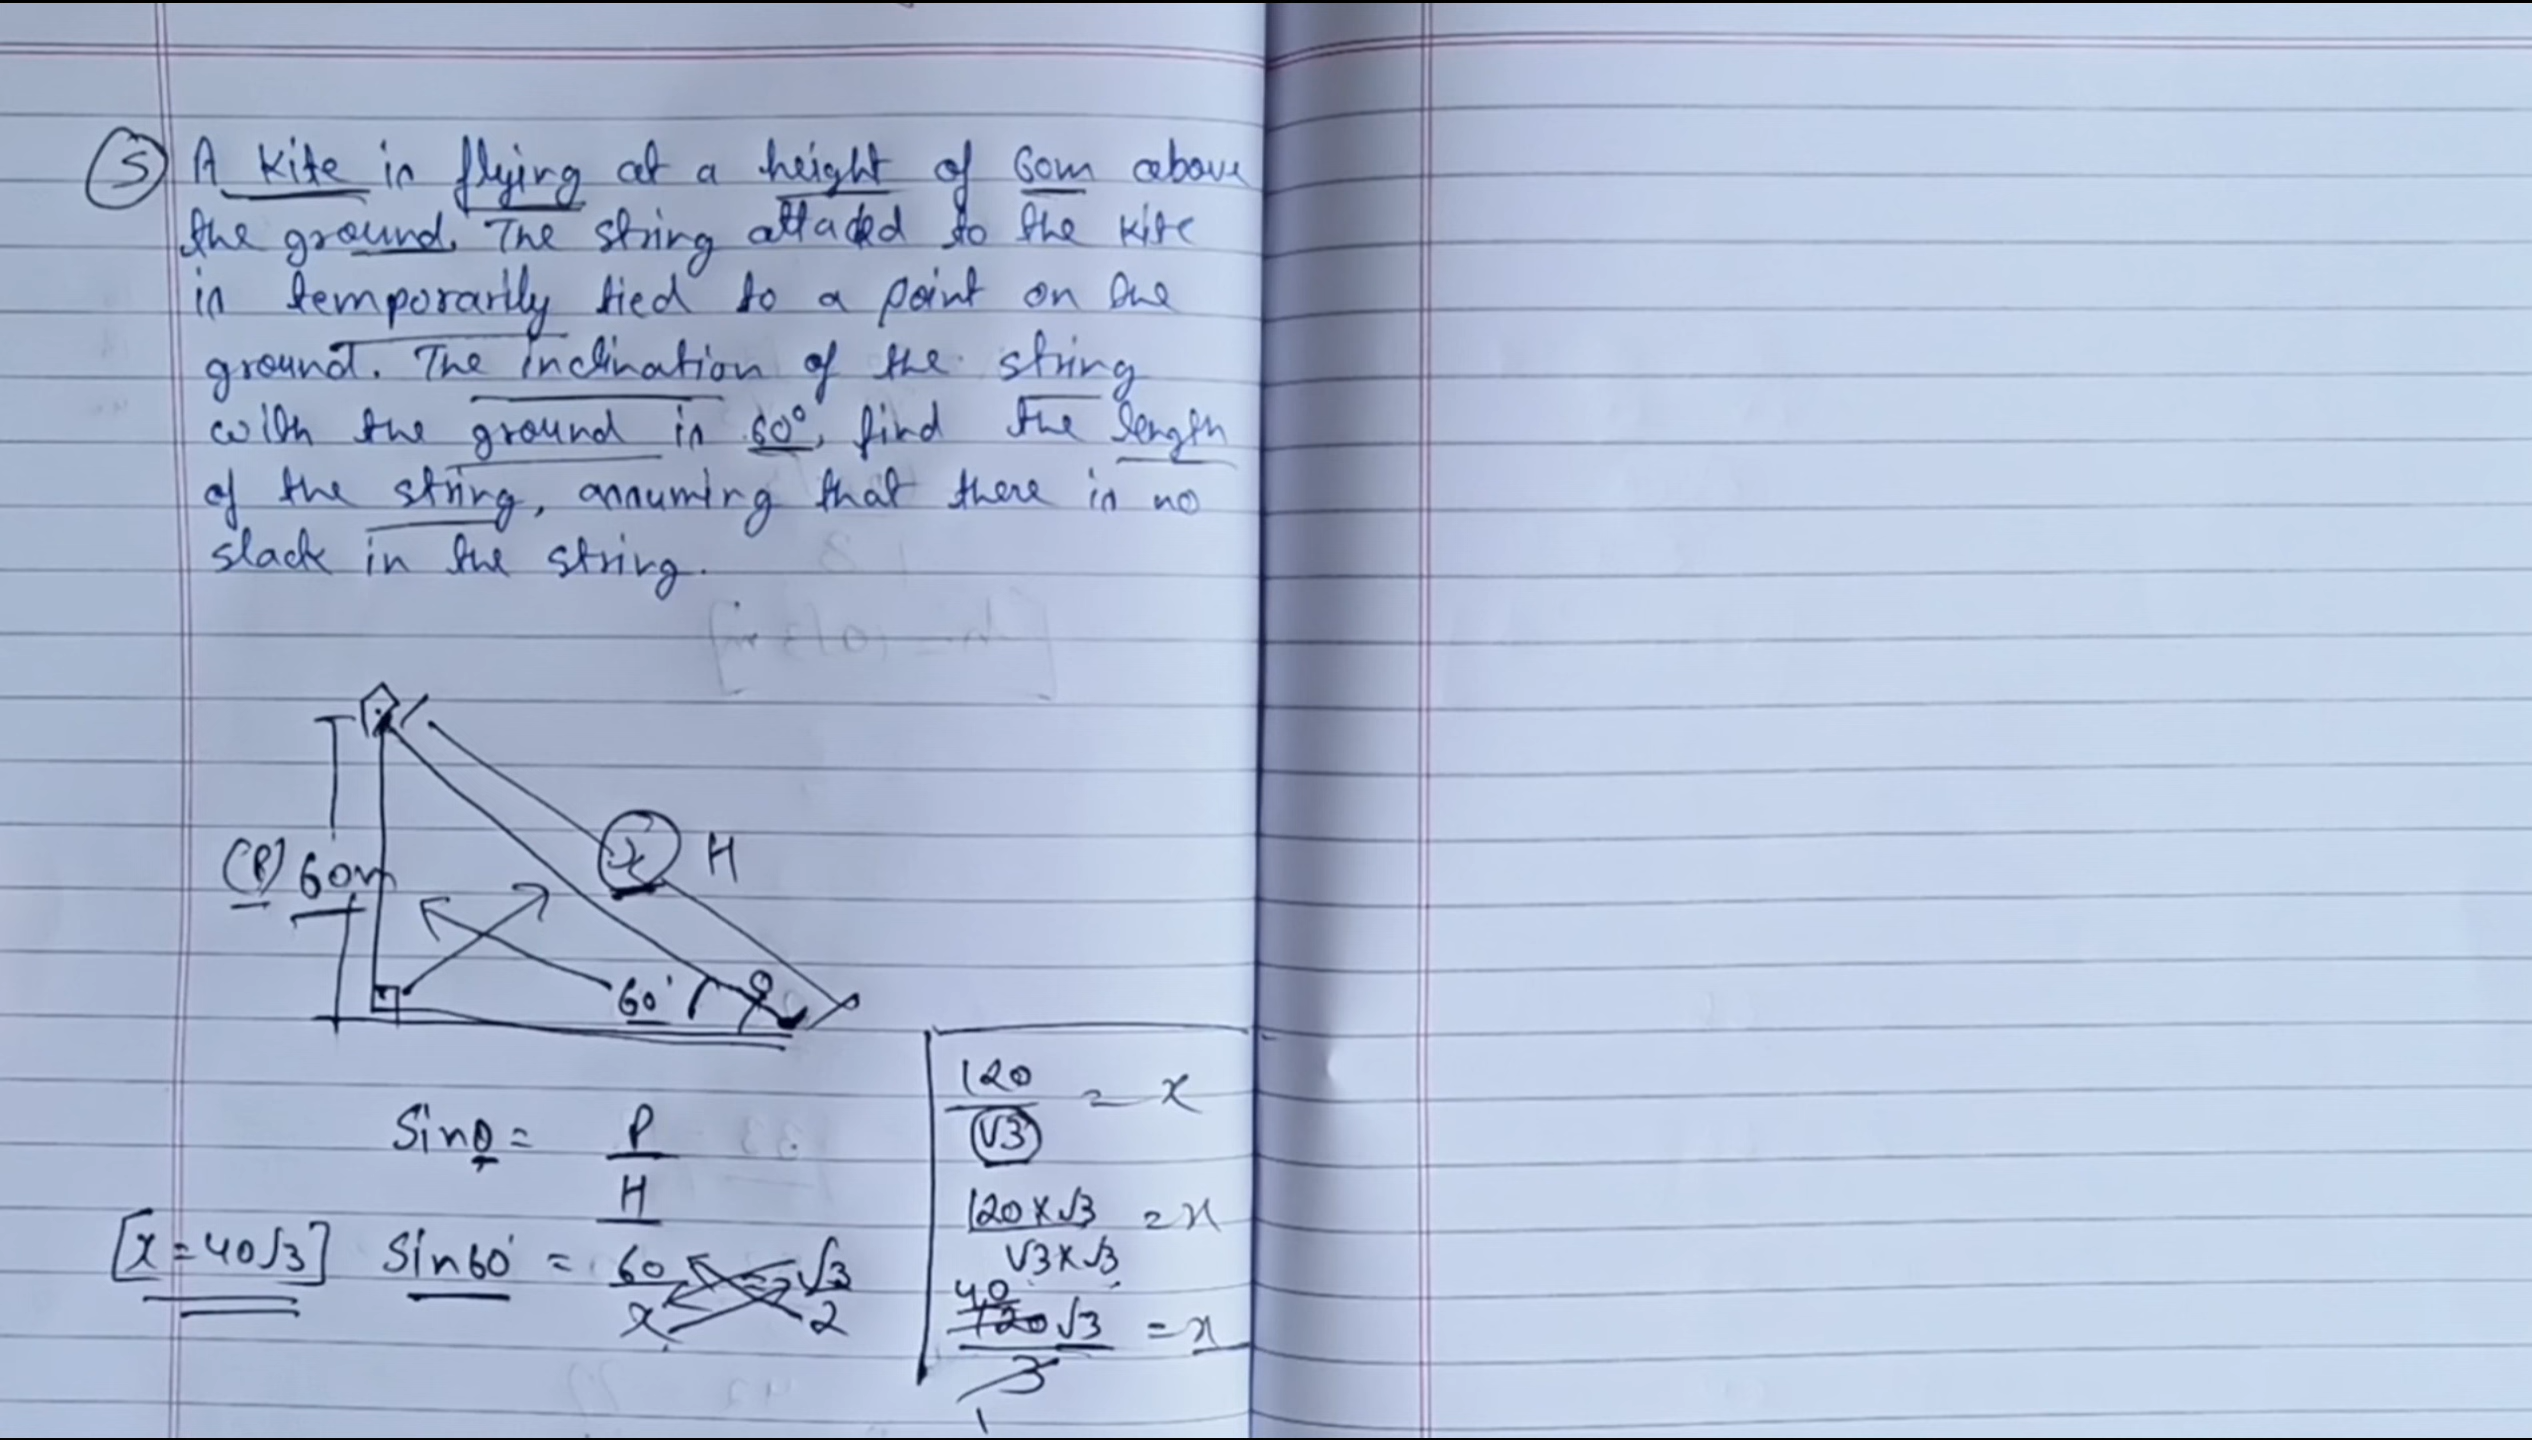 5 A kite is flying at a height of 60m above
the ground. The string attached to the kite
is temporarily tied to a point on the
ground. The inclination of the string
with the ground is 60°, find the length
of the string, assuming that there is no
slack in the string.
(P) 60m
x H
60°
Sinθ = P/H
Sin60° = 60/x = √3/2
120/√3 = x
120×√3/√3×√3 = x
40
120√3/3 = x
1
[x = 40√3]